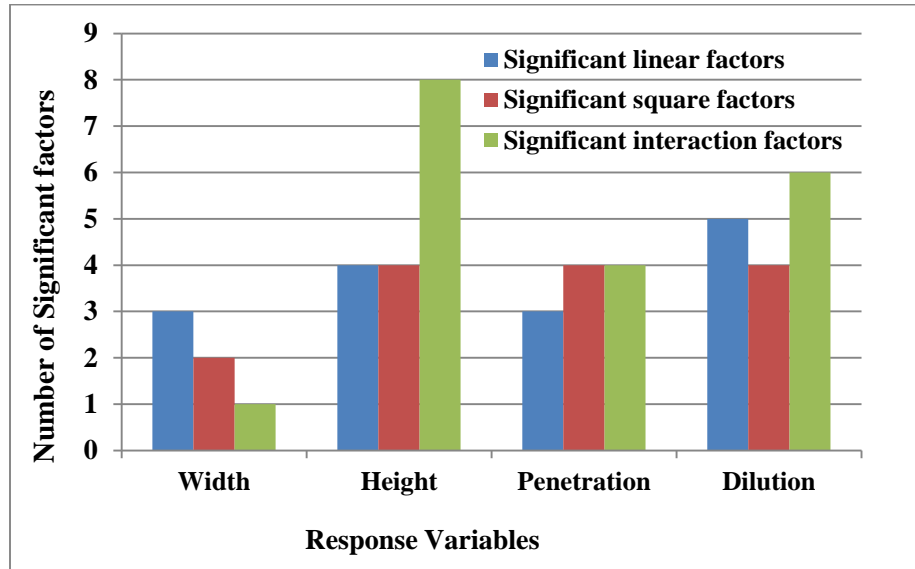 Number of Significant factors
9
8
7
6
5
4
3
2
1
0
Significant linear factors
Significant square factors
Significant interaction factors
Width Height Penetration Dilution
Response Variables